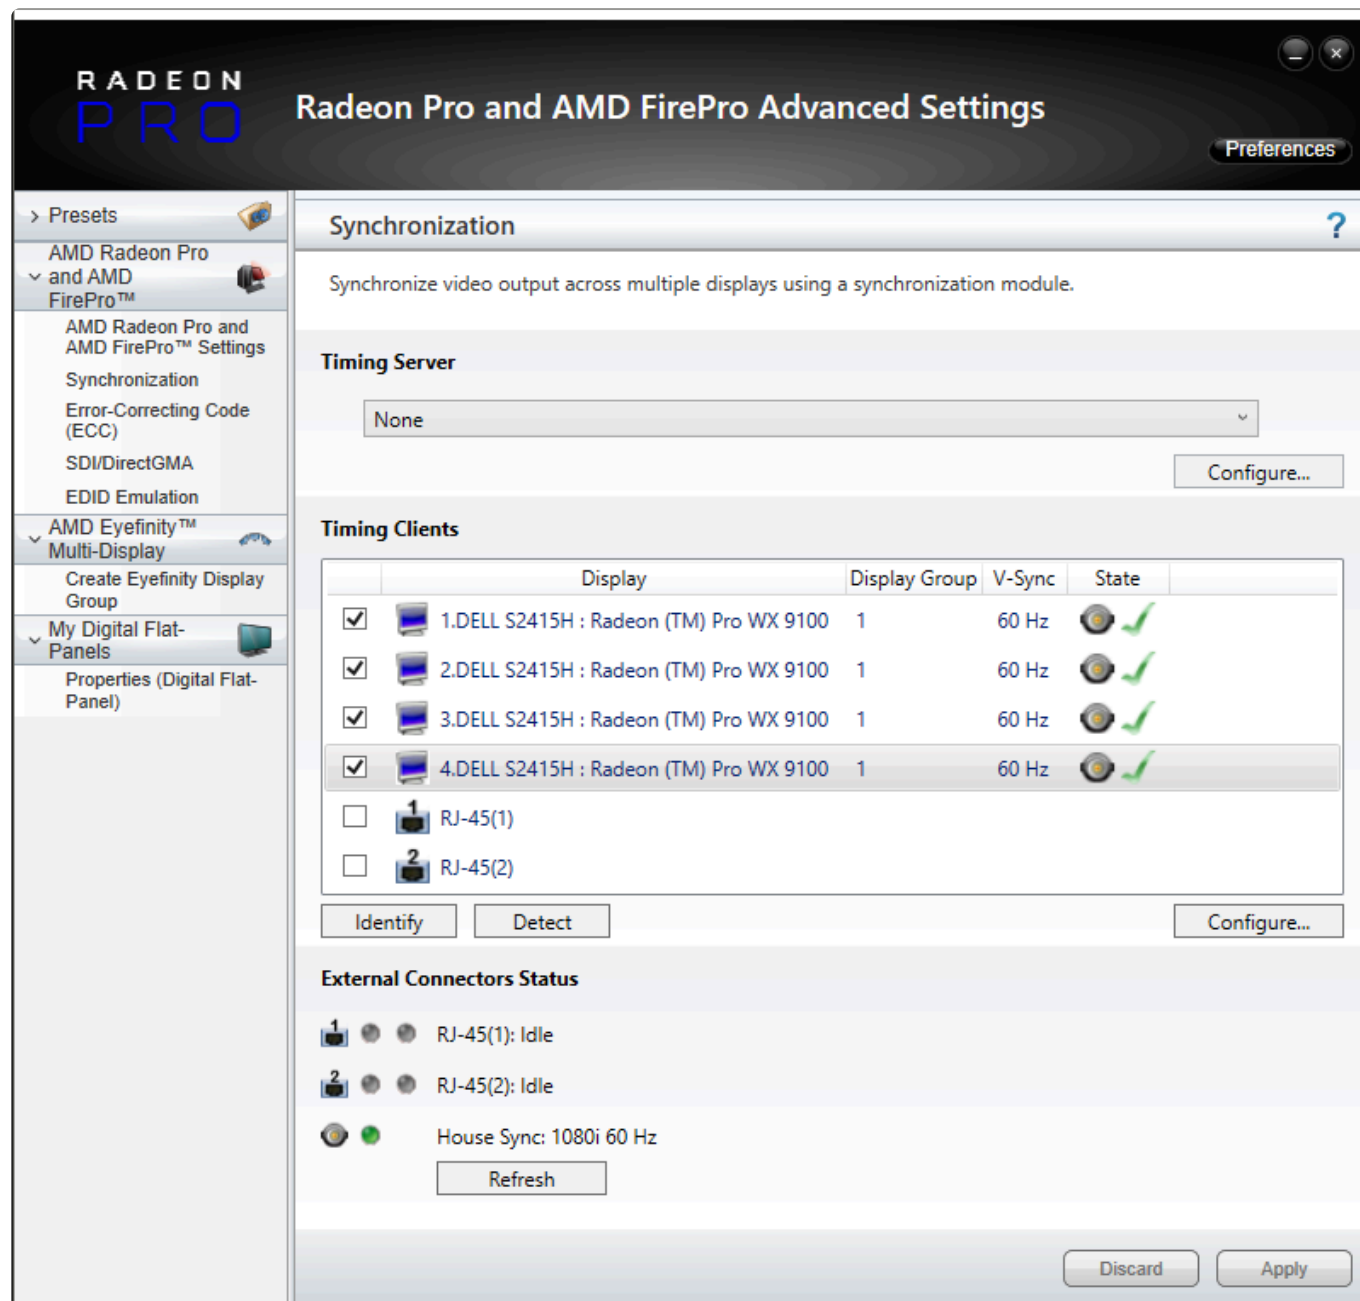 RADEON
PRO
Radeon Pro and AMD FirePro Advanced Settings
Preferences
Presets
AMD Radeon Pro
and AMD
FirePro™
AMD Radeon Pro and
AMD FirePro™ Settings
Synchronization
Error-Correcting Code
(ECC)
SDI/DirectGMA
EDID Emulation
AMD Eyefinity™
Multi-Display
Create Eyefinity Display
Group
My Digital Flat-
Panels
Properties (Digital Flat-
Panel)
Synchronization ?
Synchronize video output across multiple displays using a synchronization module.
Timing Server
None
Configure...
Timing Clients
Display Display Group V-Sync State
1.DELL S2415H : Radeon (TM) Pro WX 9100 1 60 Hz
2.DELL S2415H : Radeon (TM) Pro WX 9100 1 60 Hz
3.DELL S2415H : Radeon (TM) Pro WX 9100 1 60 Hz
4.DELL S2415H : Radeon (TM) Pro WX 9100 1 60 Hz
1 RJ-45(1)
2 RJ-45(2)
Identify Detect Configure...
External Connectors Status
1 RJ-45(1): Idle
2 RJ-45(2): Idle
House Sync: 1080i 60 Hz
Refresh
Discard Apply